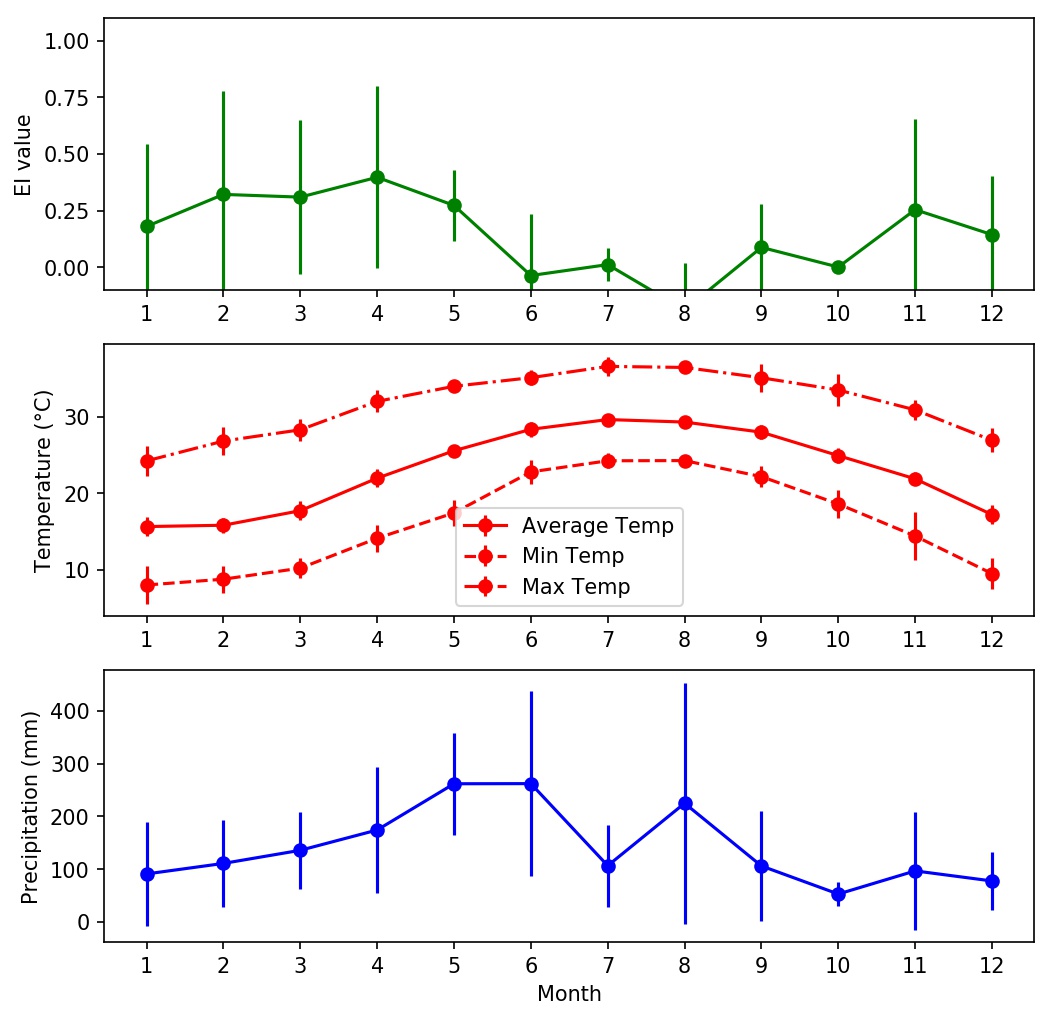 EI value
1.00
0.75
0.50
0.25
0.00
1 2 3 4 5 6 7 8 9 10 11 12
Temperature (°C)
30
20
10
Average Temp
Min Temp
Max Temp
1 2 3 4 5 6 7 8 9 10 11 12
Precipitation (mm)
400
300
200
100
0
1 2 3 4 5 6 7 8 9 10 11 12
Month